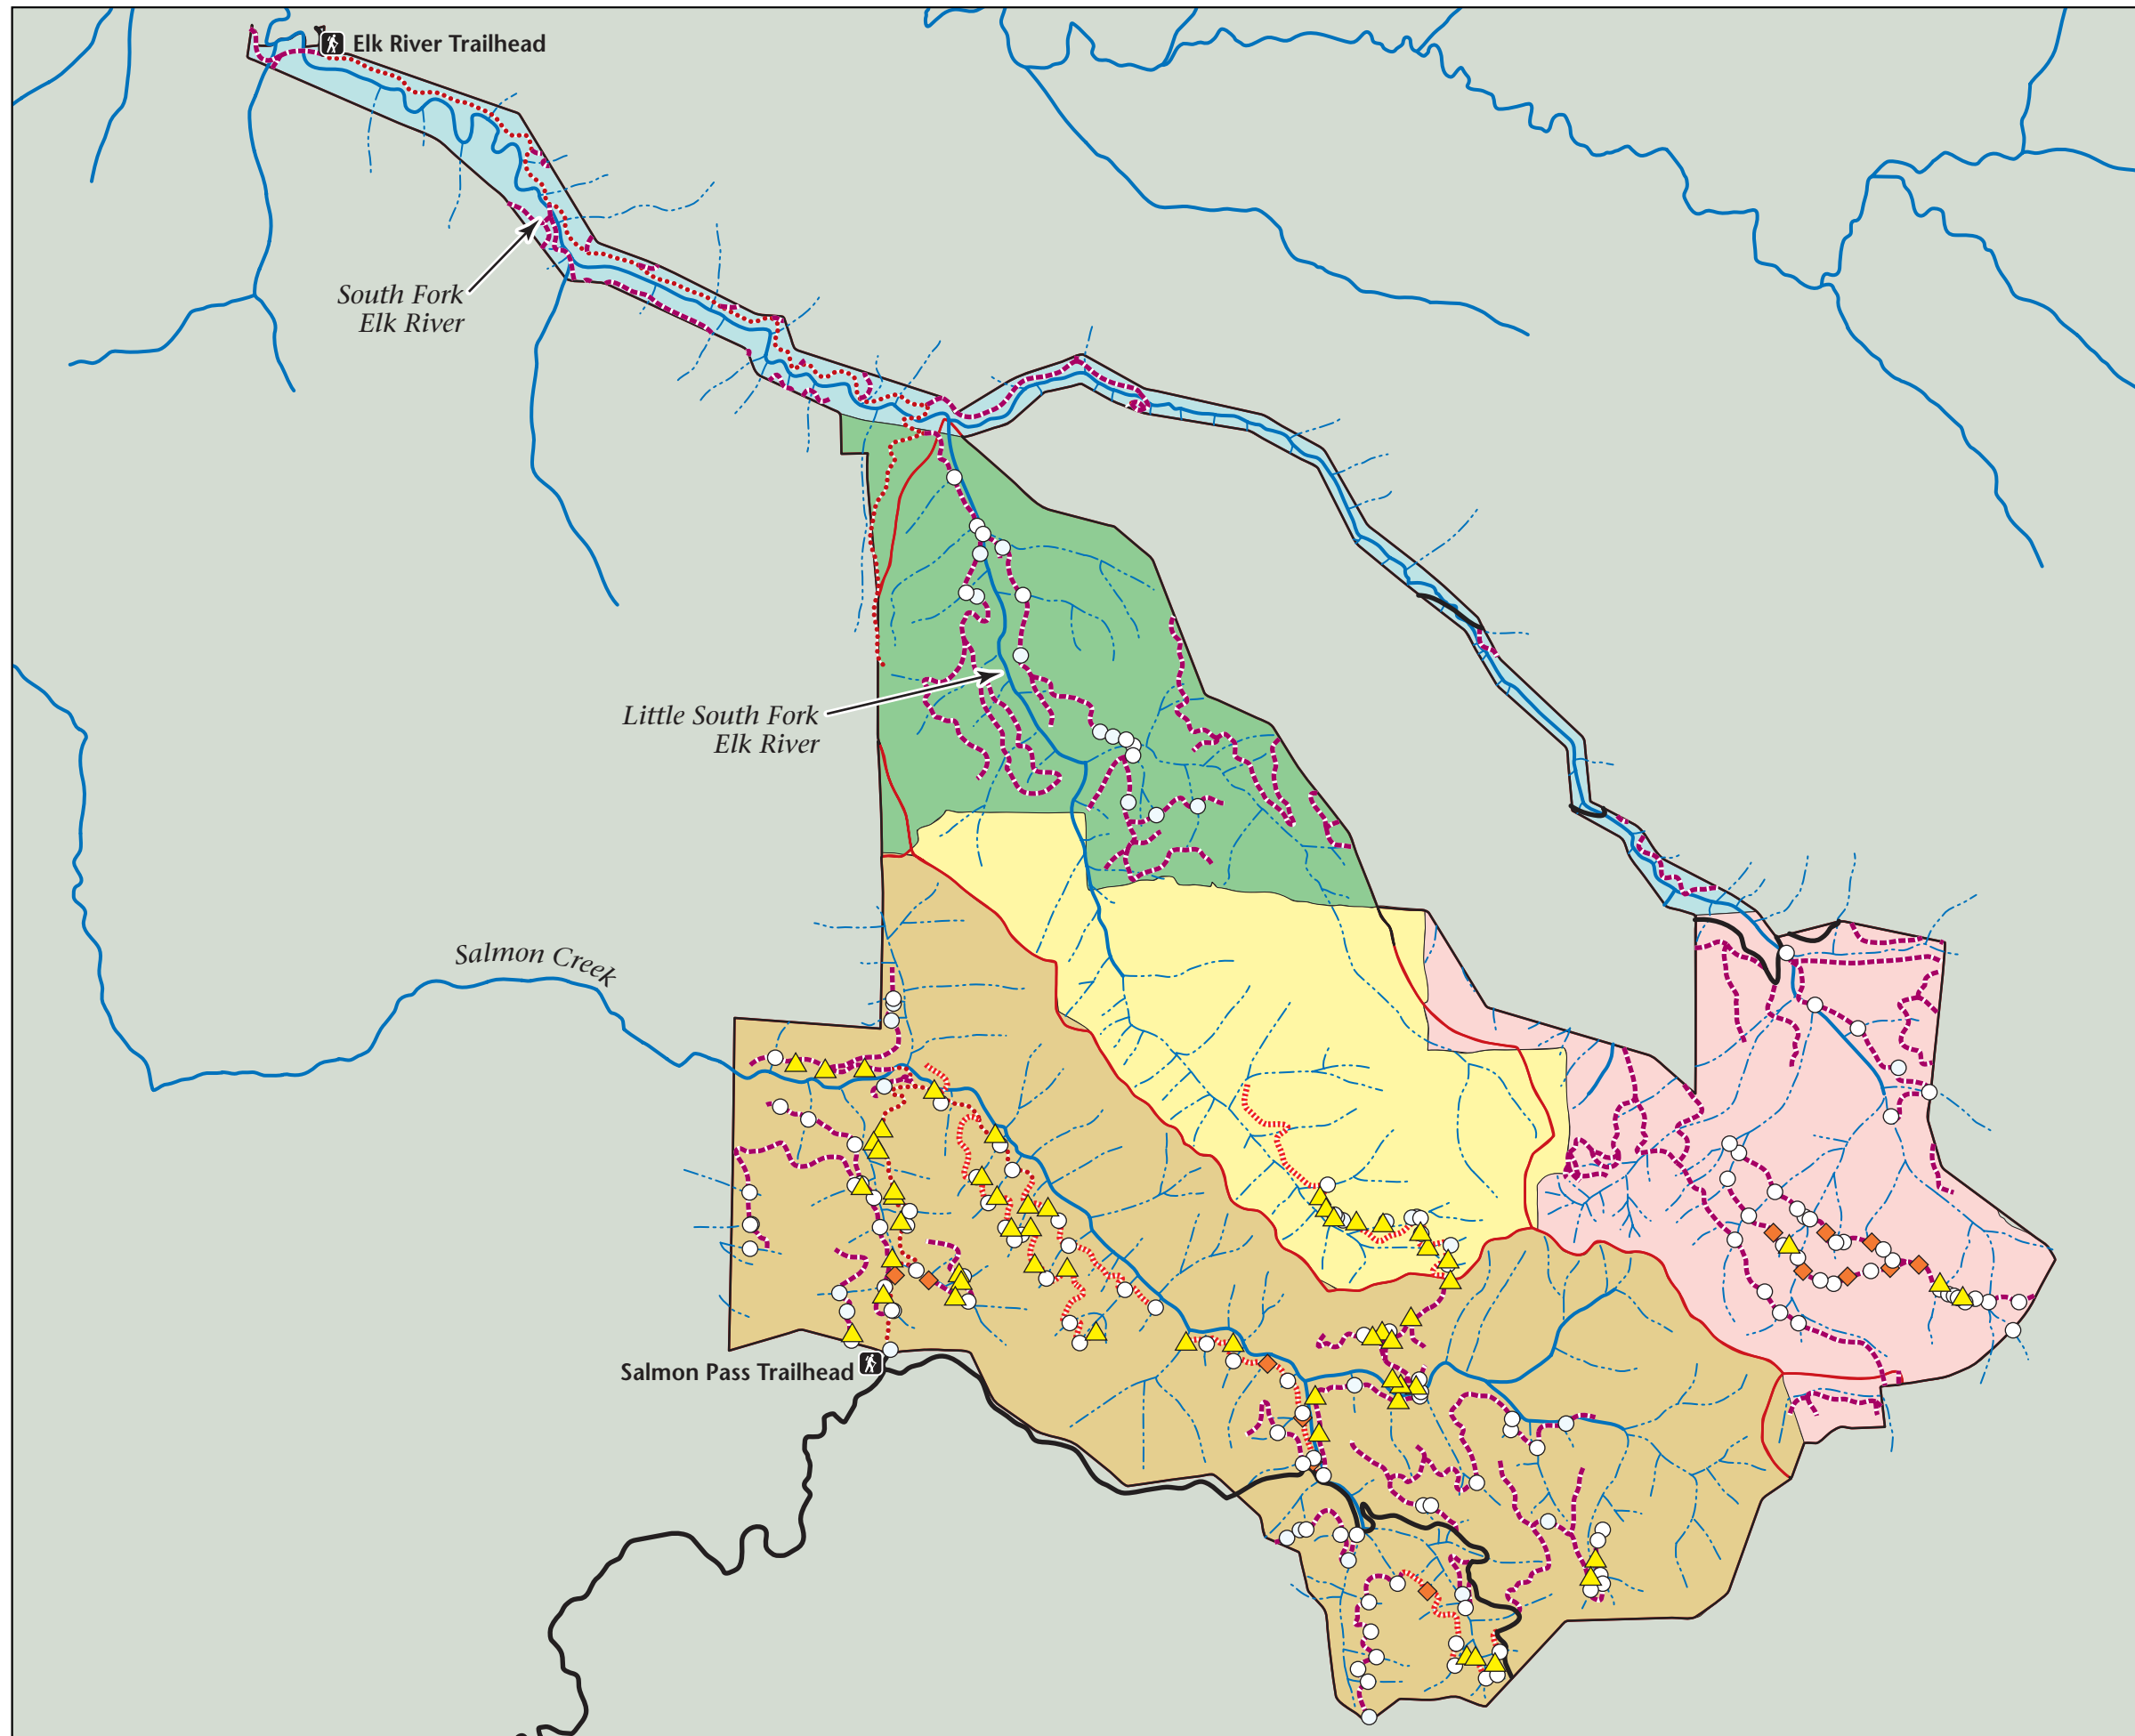 Elk River Trailhead
South Fork
Elk River
Little South Fork
Elk River
Salmon Creek
Salmon Pass Trailhead